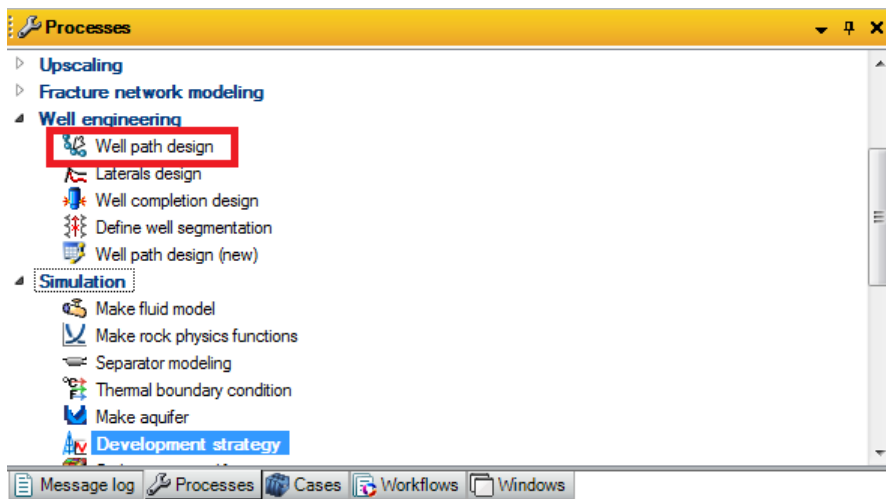 Processes
Upscaling
Fracture network modeling
Well engineering
Well path design
Laterals design
Well completion design
Define well segmentation
Well path design (new)
Simulation
Make fluid model
Make rock physics functions
Separator modeling
Thermal boundary condition
Make aquifer
Development strategy
Message log Processes Cases Workflows Windows